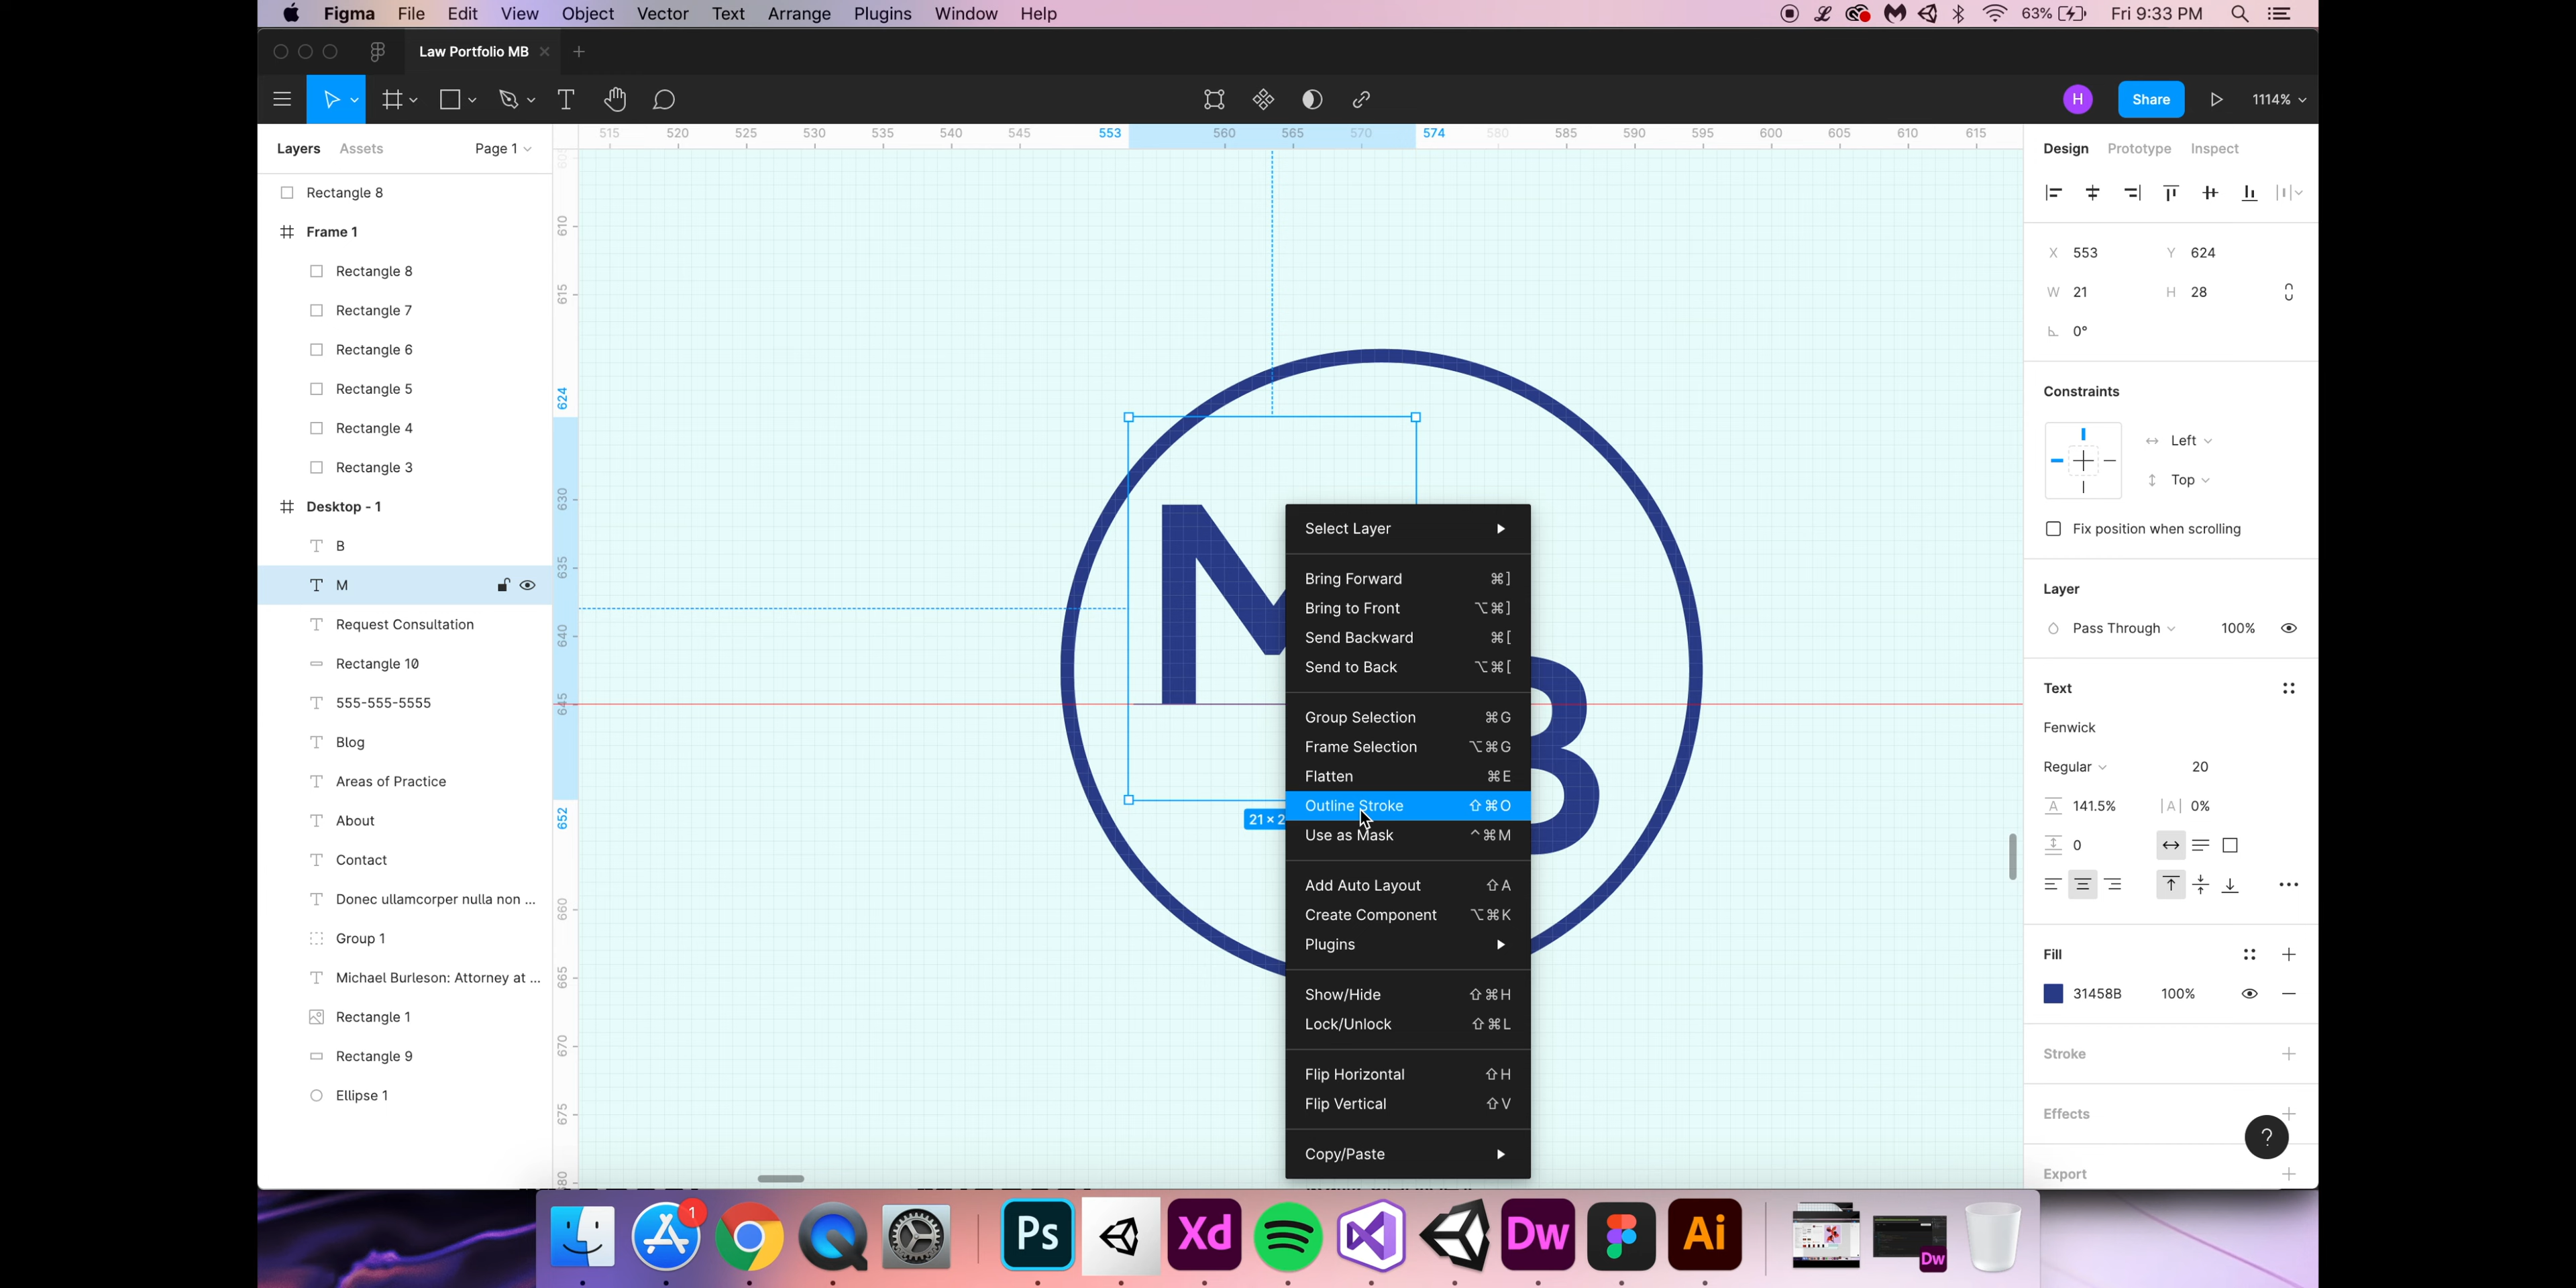 Figma File Edit View Object Vector Text Arrange Plugins Window Help 63% Fri 9:33 PM
Law Portfolio MB
H Share 1114%
Layers Assets Page 1
515 520 525 530 535 540 545 553 560 565 570 574 580 585 590 595 600 605 610 615
Design Prototype Inspect
Rectangle 8
Frame 1
Rectangle 8
Rectangle 7
Rectangle 6
Rectangle 5
Rectangle 4
Rectangle 3
Desktop - 1
B
M
Request Consultation
Rectangle 10
555-555-5555
Blog
Areas of Practice
About
Contact
Donec ullamcorper nulla non ...
Group 1
Michael Burleson: Attorney at ...
Rectangle 1
Rectangle 9
Ellipse 1
610
615
624
630
635
640
645
652
660
665
670
675
M
B
21 × 2
Select Layer
Bring Forward ⌘]
Bring to Front ⌥⌘]
Send Backward ⌘[
Send to Back ⌥⌘[
Group Selection ⌘G
Frame Selection ⌥⌘G
Flatten ⌘E
Outline Stroke ⇧⌘O
Use as Mask ^⌘M
Add Auto Layout ⇧A
Create Component ⌥⌘K
Plugins
Show/Hide ⇧⌘H
Lock/Unlock ⇧⌘L
Flip Horizontal ⇧H
Flip Vertical ⇧V
Copy/Paste
X 553 Y 624
W 21 H 28
0°
Constraints
Left
Top
Fix position when scrolling
Layer
Pass Through 100%
Text
Fenwick
Regular 20
A 141.5% |A| 0%
0
Fill
31458B 100%
Stroke
Effects
?
Export
1
Ps Xd Dw Ai Dw